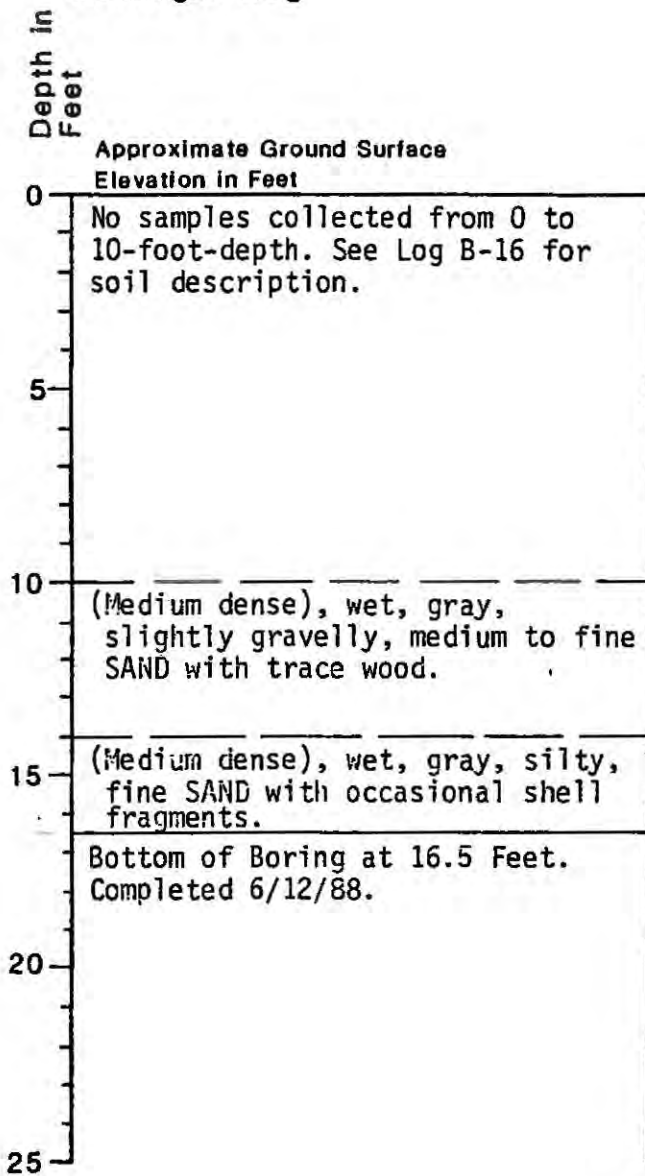 Depth in
Feet
Approximate Ground Surface
Elevation in Feet
0
No samples collected from 0 to
10-foot-depth. See Log B-16 for
soil description.
5
10
(Medium dense), wet, gray,
slightly gravelly, medium to fine
SAND with trace wood.
(Medium dense), wet, gray, silty,
15
fine SAND with occasional shell
fragments.
Bottom of Boring at 16.5 Feet.
Completed 6/12/88.
20
25